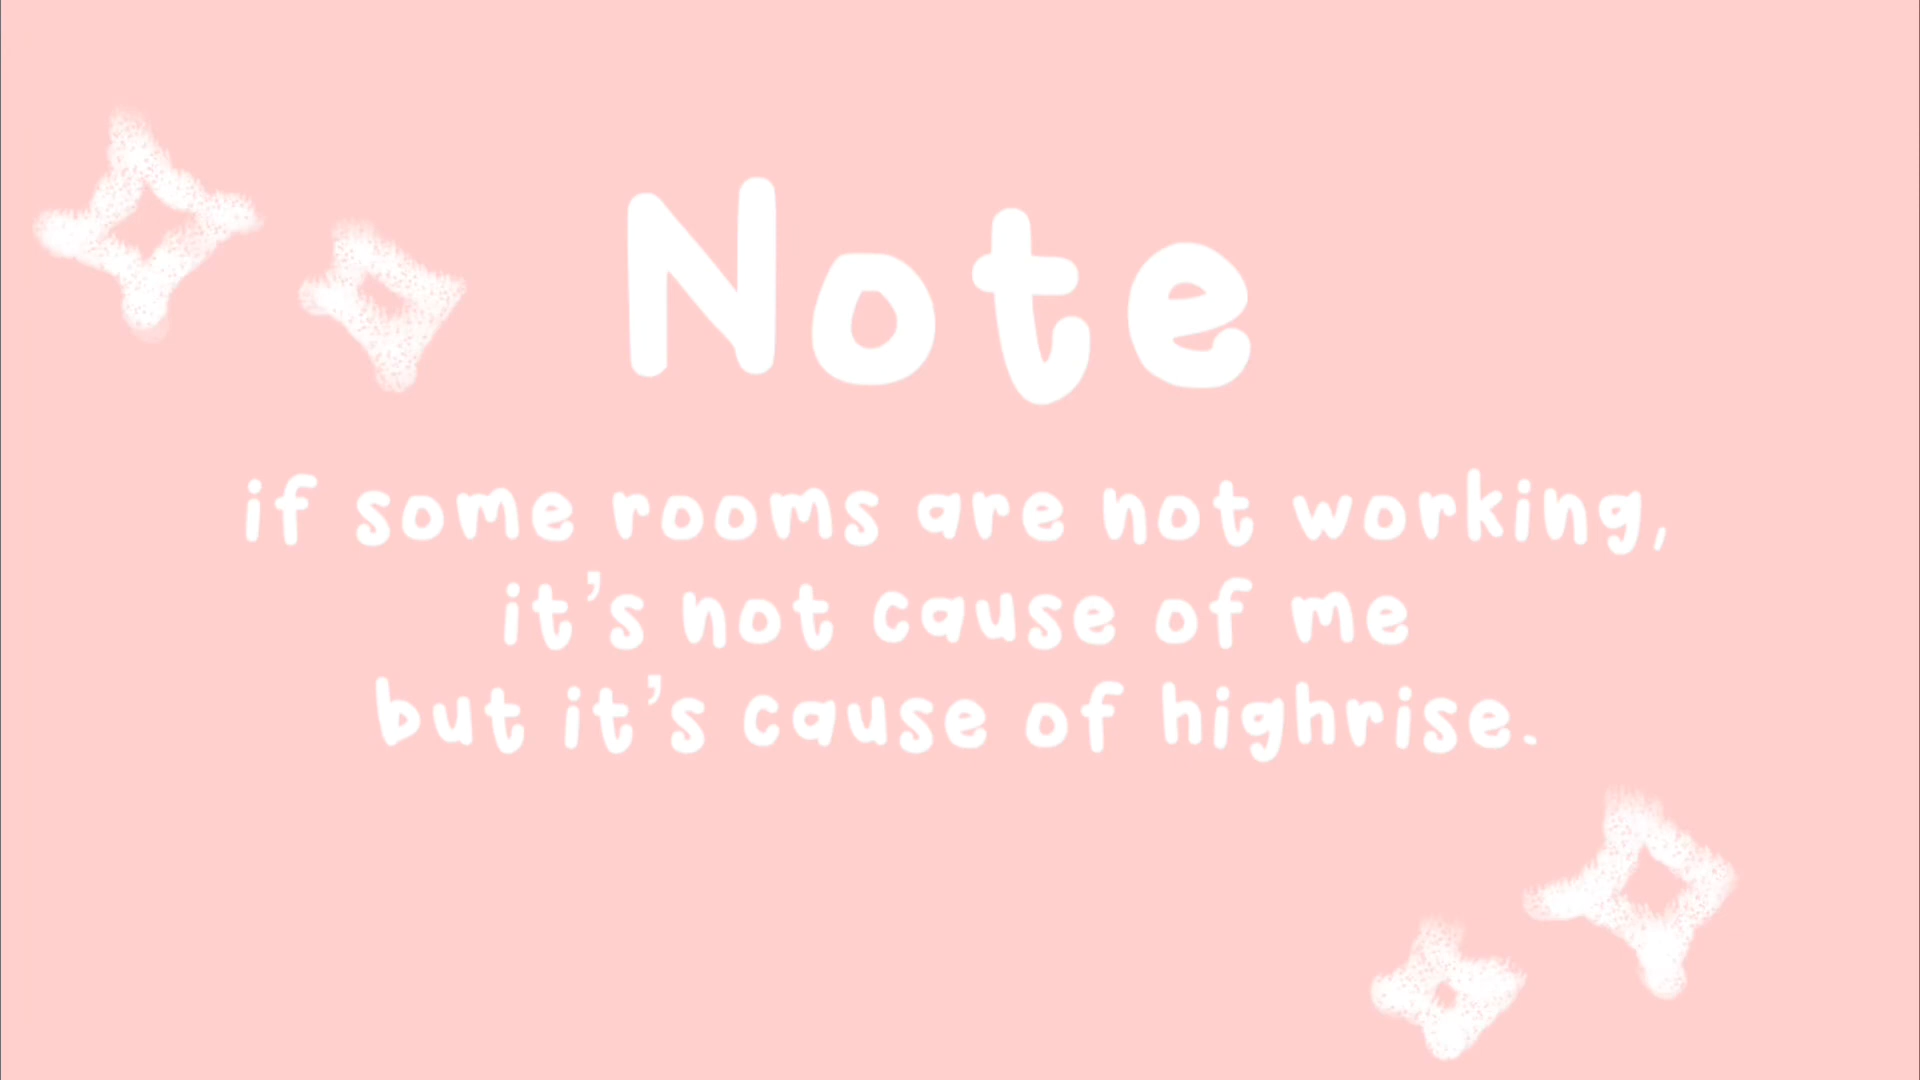 Note
if some rooms are not working,
it's not cause of me
but it's cause of highrise.